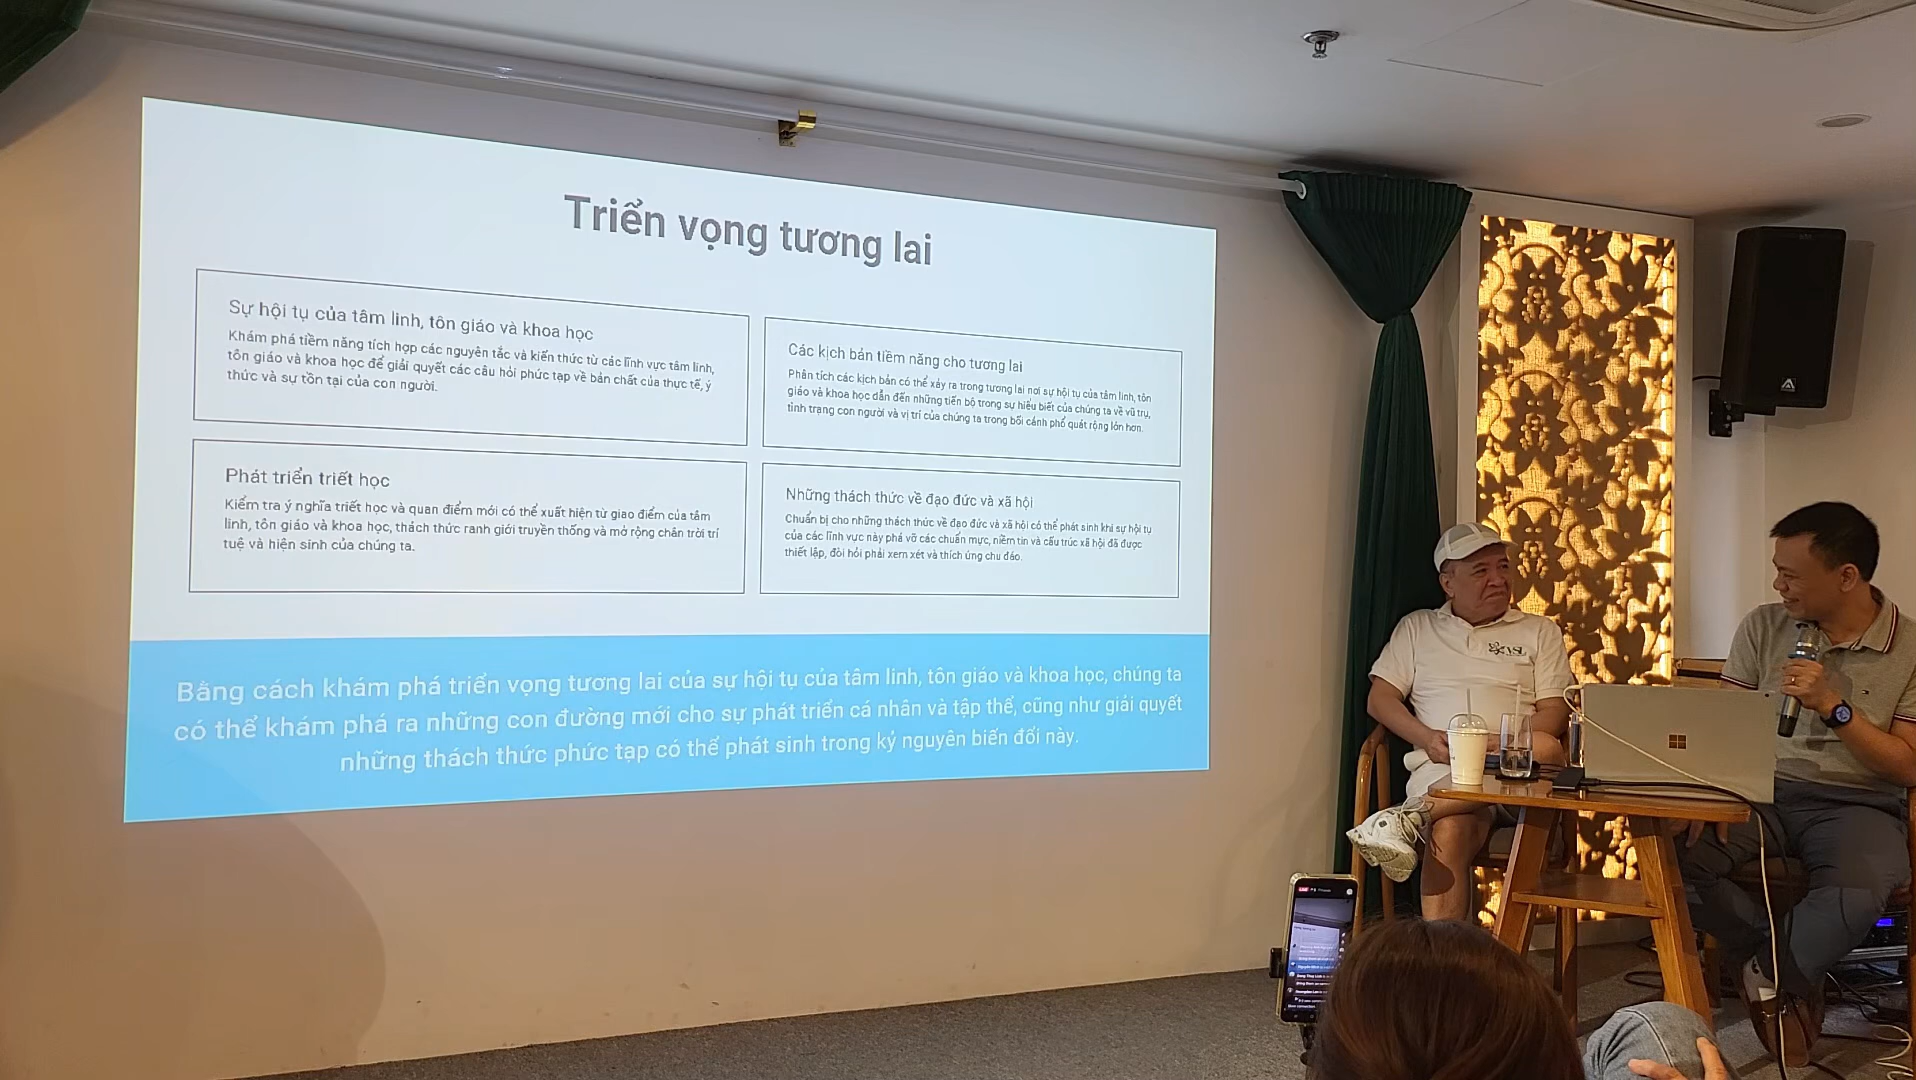 Triển vọng tương lai
Sự hội tụ của tâm linh, tôn giáo và khoa học
Khám phá tiềm năng tích hợp các nguyên tắc và kiến thức từ các lĩnh vực tâm linh,
tôn giáo và khoa học để giải quyết các câu hỏi phức tạp về bản chất của thực tế, ý
thức và sự tồn tại của con người.
Các kịch bản tiềm năng cho tương lai
Phân tích các kịch bản có thể xảy ra trong tương lai nơi sự hội tụ của tâm linh, tôn
giáo và khoa học dẫn đến những tiến bộ trong sự hiểu biết của chúng ta về vũ trụ,
tình trạng con người và vị trí của chúng ta trong bối cảnh phổ quát rộng lớn hơn.
Phát triển triết học
Kiểm tra ý nghĩa triết học và quan điểm mới có thể xuất hiện từ giao điểm của tâm
linh, tôn giáo và khoa học, thách thức ranh giới truyền thống và mở rộng chân trời trí
tuệ và hiện sinh của chúng ta.
Những thách thức về đạo đức và xã hội
Chuẩn bị cho những thách thức về đạo đức và xã hội có thể phát sinh khi sự hội tụ
của các lĩnh vực này phá vỡ các chuẩn mực, niềm tin và cấu trúc xã hội đã được
thiết lập, đòi hỏi phải xem xét và thích ứng chu đáo.
Bằng cách khám phá triển vọng tương lai của sự hội tụ của tâm linh, tôn giáo và khoa học, chúng ta
có thể khám phá ra những con đường mới cho sự phát triển cá nhân và tập thể, cũng như giải quyết
những thách thức phức tạp có thể phát sinh trong kỷ nguyên biến đổi này.
VSL